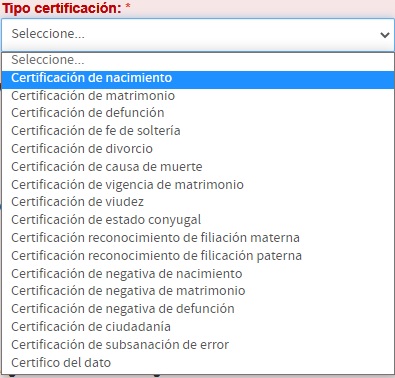 Tipo certificación: *
Seleccione...
Seleccione...
Certificación de nacimiento
Certificación de matrimonio
Certificación de defunción
Certificación de fe de soltería
Certificación de divorcio
Certificación de causa de muerte
Certificación de vigencia de matrimonio
Certificación de viudez
Certificación de estado conyugal
Certificación reconocimiento de filiación materna
Certificación reconocimiento de filicación paterna
Certificación de negativa de nacimiento
Certificación de negativa de matrimonio
Certificación de negativa de defunción
Certificación de ciudadanía
Certificación de subsanación de error
Certifico del dato